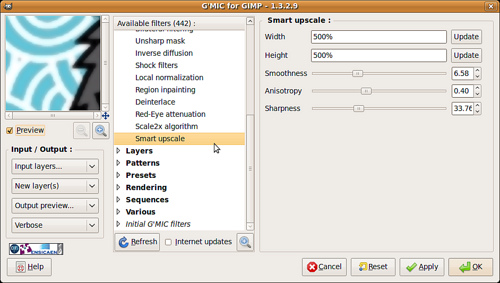 G'MIC for GIMP - 1.3.2.9
Available filters (442) :
Unsharp mask
Inverse diffusion
Shock filters
Local normalization
Region inpainting
Deinterlace
Red-Eye attenuation
Scale2x algorithm
Smart upscale
Layers
Patterns
Presets
Rendering
Sequences
Various
Initial G'MIC filters
Refresh
Internet updates
Preview
Input / Output :
Input layers...
New layer(s)
Output preview...
Verbose
ENSICAEN
Smart upscale :
Width 500% Update
Height 500% Update
Smoothness 6.58
Anisotropy 0.40
Sharpness 33.76
Help
Cancel
Reset
Apply
OK